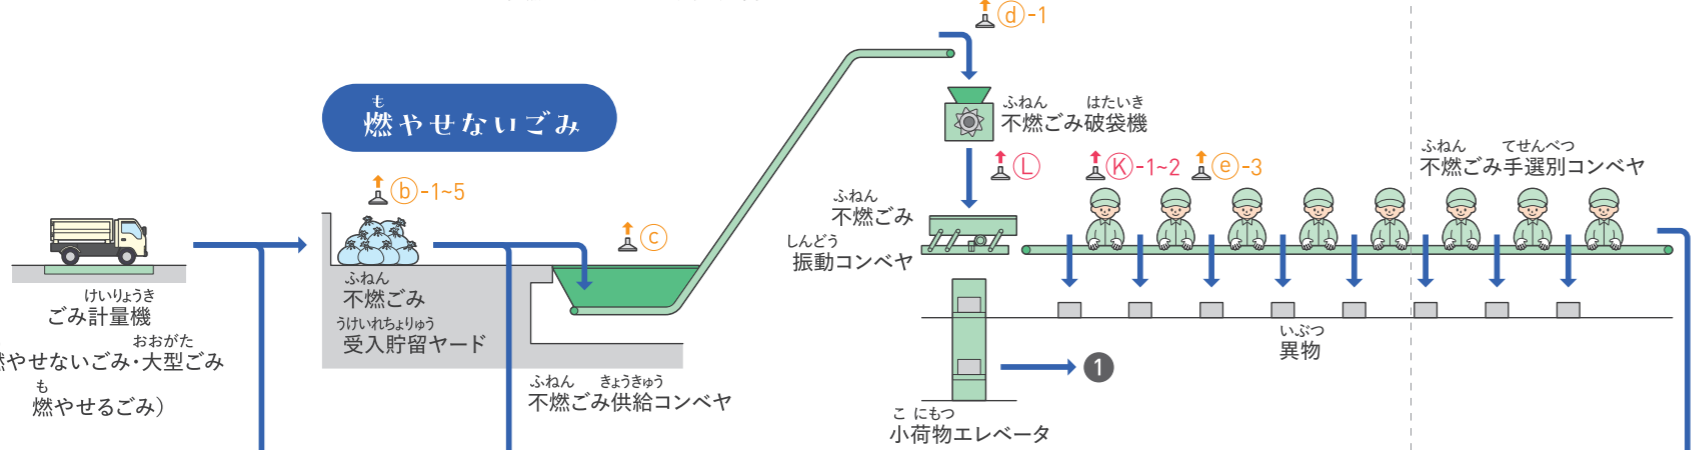 ⓓ-1
も
燃やせないごみ
ふねん はたいき
不燃ごみ破袋機
Ⓛ
Ⓚ-1~2
ⓔ-3
ふねん てせんべつ
不燃ごみ手選別コンベヤ
ⓑ-1~5
ⓒ
ふねん
不燃ごみ
しんどう
振動コンベヤ
けいりょうき
ごみ計量機
おおがた
やせないごみ・大型ごみ
も
燃やせるごみ）
ふねん
不燃ごみ
うけいれちょりゅう
受入貯留ヤード
ふねん きょうきゅう
不燃ごみ供給コンベヤ
いぶつ
異物
❶
こ にもつ
小荷物エレベータ